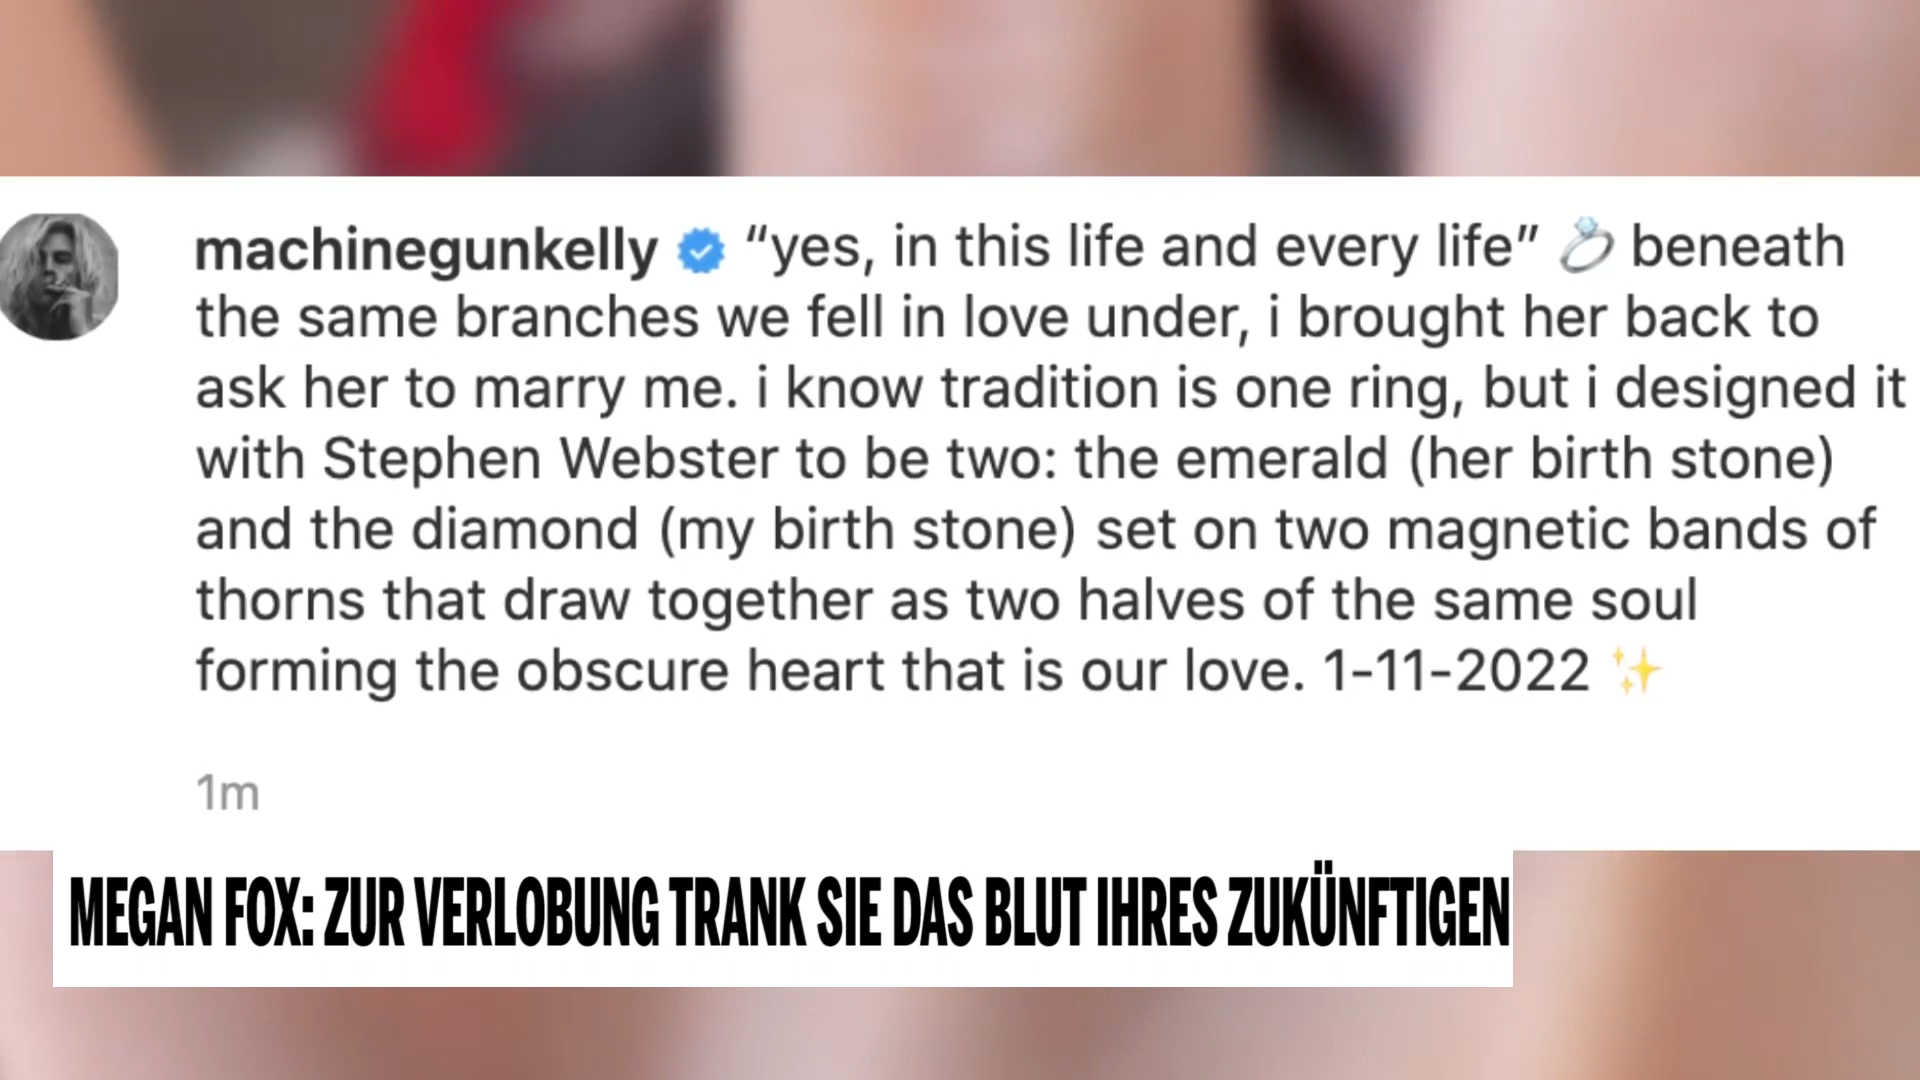 machinegunkelly “yes, in this life and every life” 💍 beneath
the same branches we fell in love under, i brought her back to
ask her to marry me. i know tradition is one ring, but i designed it
with Stephen Webster to be two: the emerald (her birth stone)
and the diamond (my birth stone) set on two magnetic bands of
thorns that draw together as two halves of the same soul
forming the obscure heart that is our love. 1-11-2022 ✨
1m
MEGAN FOX: ZUR VERLOBUNG TRANK SIE DAS BLUT IHRES ZUKÜNFTIGEN